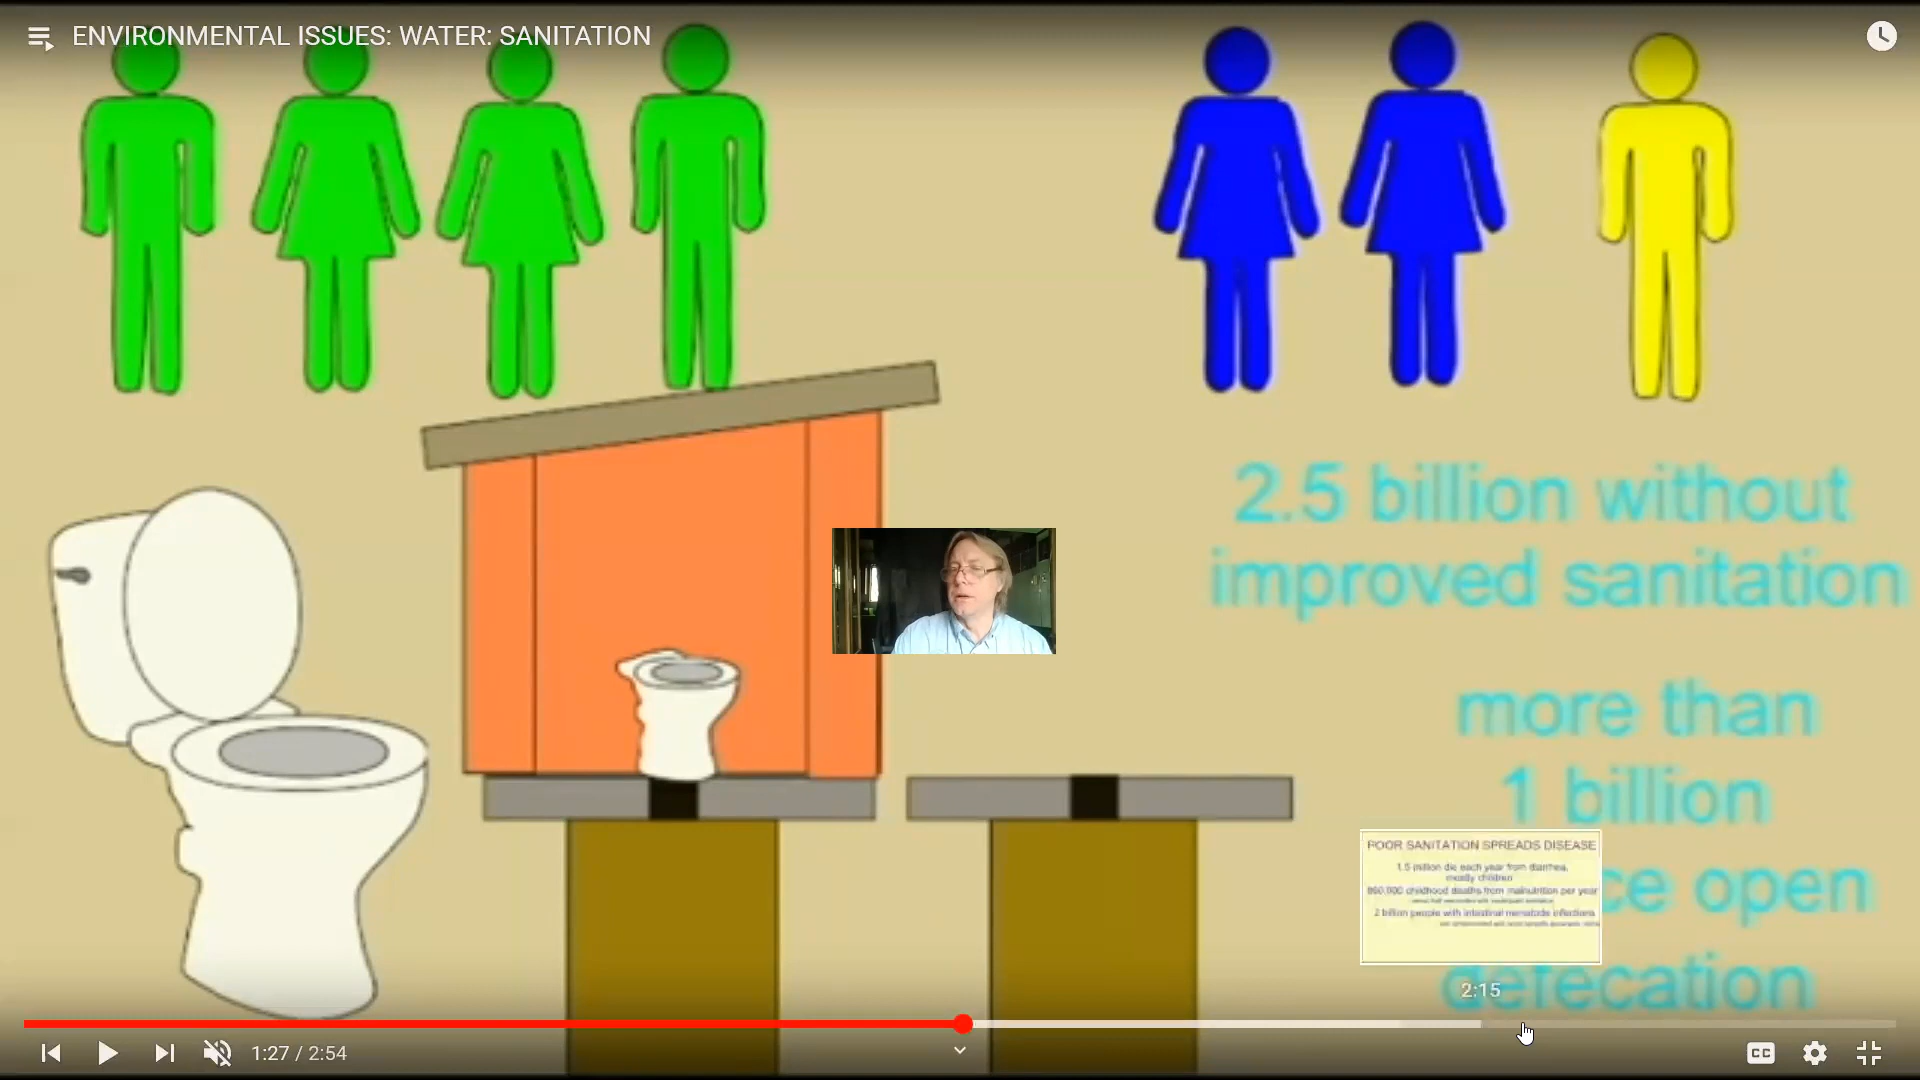 ENVIRONMENTAL ISSUES: WATER: SANITATION
2.5 billion without
improved sanitation
more than
1 billion
ce open
defecation
POOR SANITATION SPREADS DISEASE
1.5 million die each year from diarrhea,
mostly children
860,000 childhood deaths from malnutrition per year
2 billion people with intestinal nematode infections
2:15
1:27 / 2:54
CC